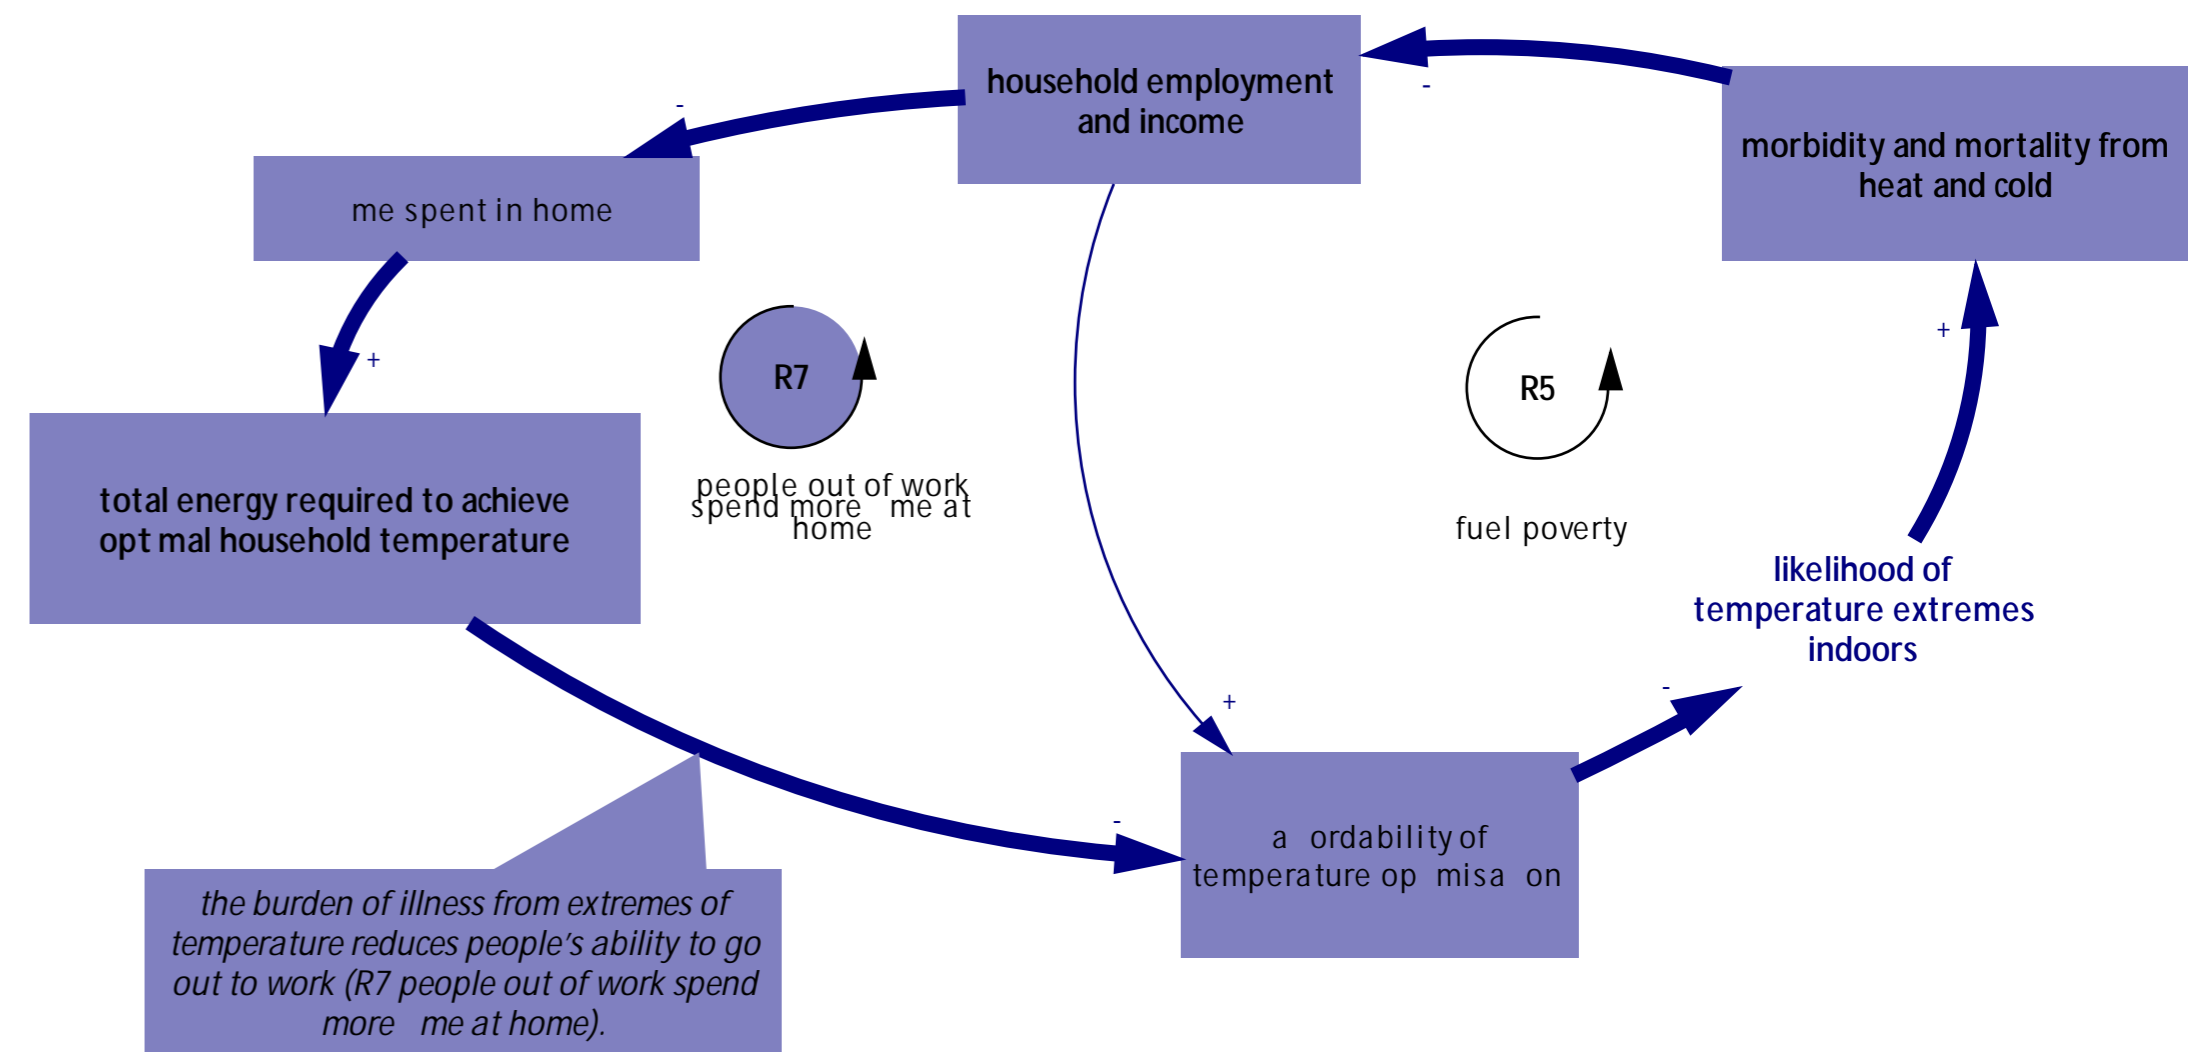 household employment
and income
-
-
morbidity and mortality from
heat and cold
me spent in home
+
+
R7
R5
people out of work
spend more me at
home
fuel poverty
total energy required to achieve
opt mal household temperature
likelihood of
temperature extremes
indoors
+
-
-
a ordability of
temperature op misa on
the burden of illness from extremes of
temperature reduces people's ability to go
out to work (R7 people out of work spend
more me at home).